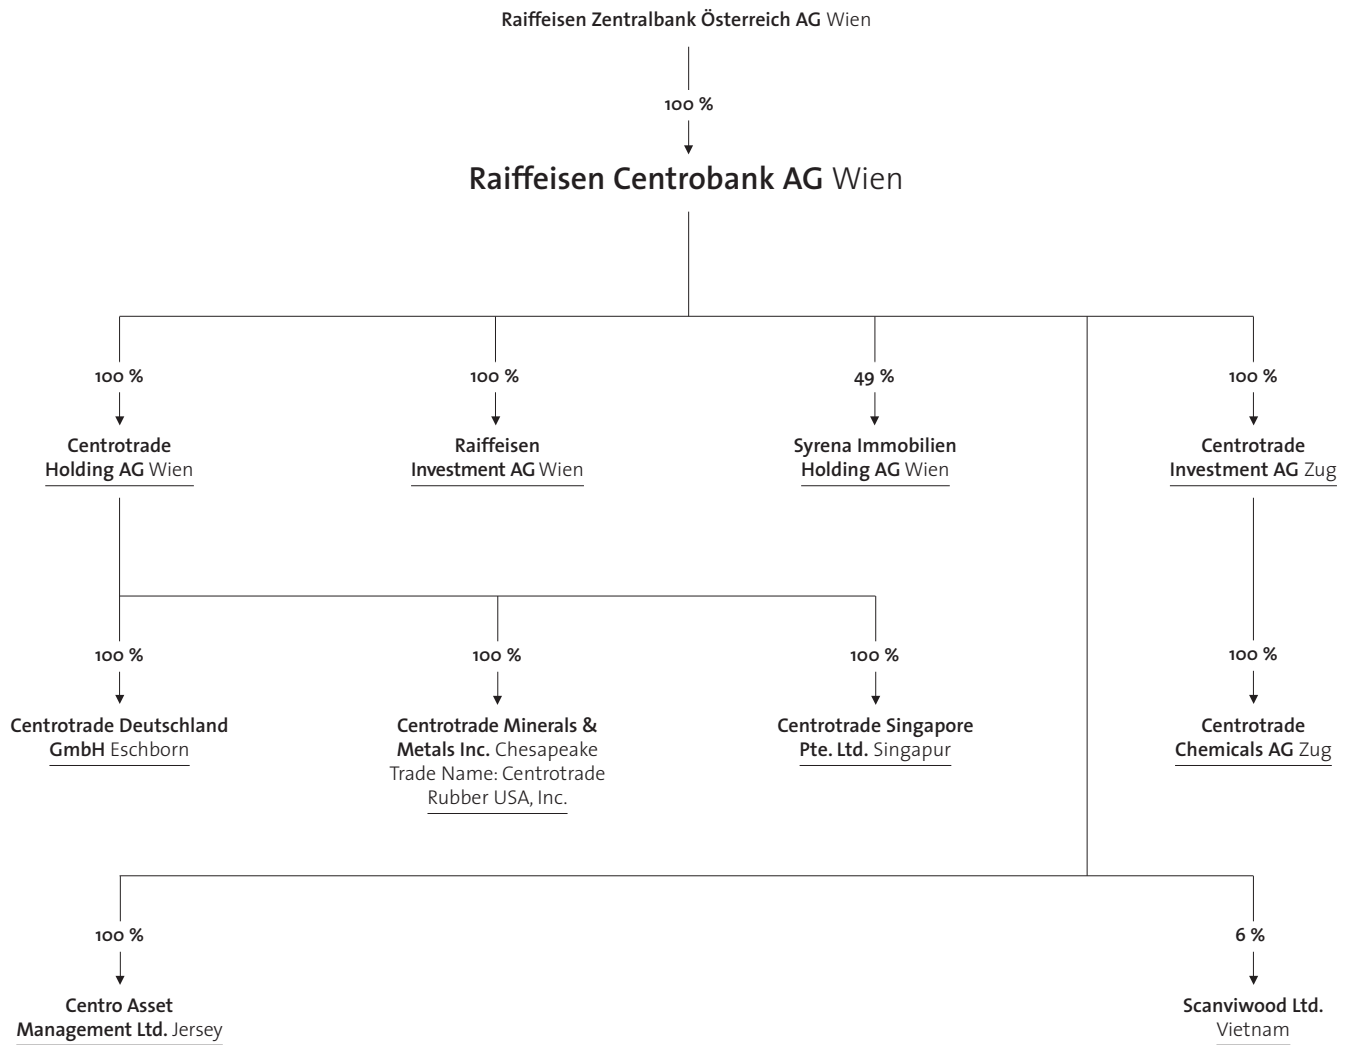 Raiffeisen Zentralbank Österreich AG Wien
100 %
Raiffeisen Centrobank AG Wien
100 %
100 %
49 %
100 %
Centrotrade
Holding AG Wien
Raiffeisen
Investment AG Wien
Syrena Immobilien
Holding AG Wien
Centrotrade
Investment AG Zug
100 %
100 %
100 %
100 %
Centrotrade Deutschland
GmbH Eschborn
Centrotrade Minerals &
Metals Inc. Chesapeake
Trade Name: Centrotrade
Rubber USA, Inc.
Centrotrade Singapore
Pte. Ltd. Singapur
Centrotrade
Chemicals AG Zug
100 %
6 %
Centro Asset
Management Ltd. Jersey
Scanviwood Ltd.
Vietnam